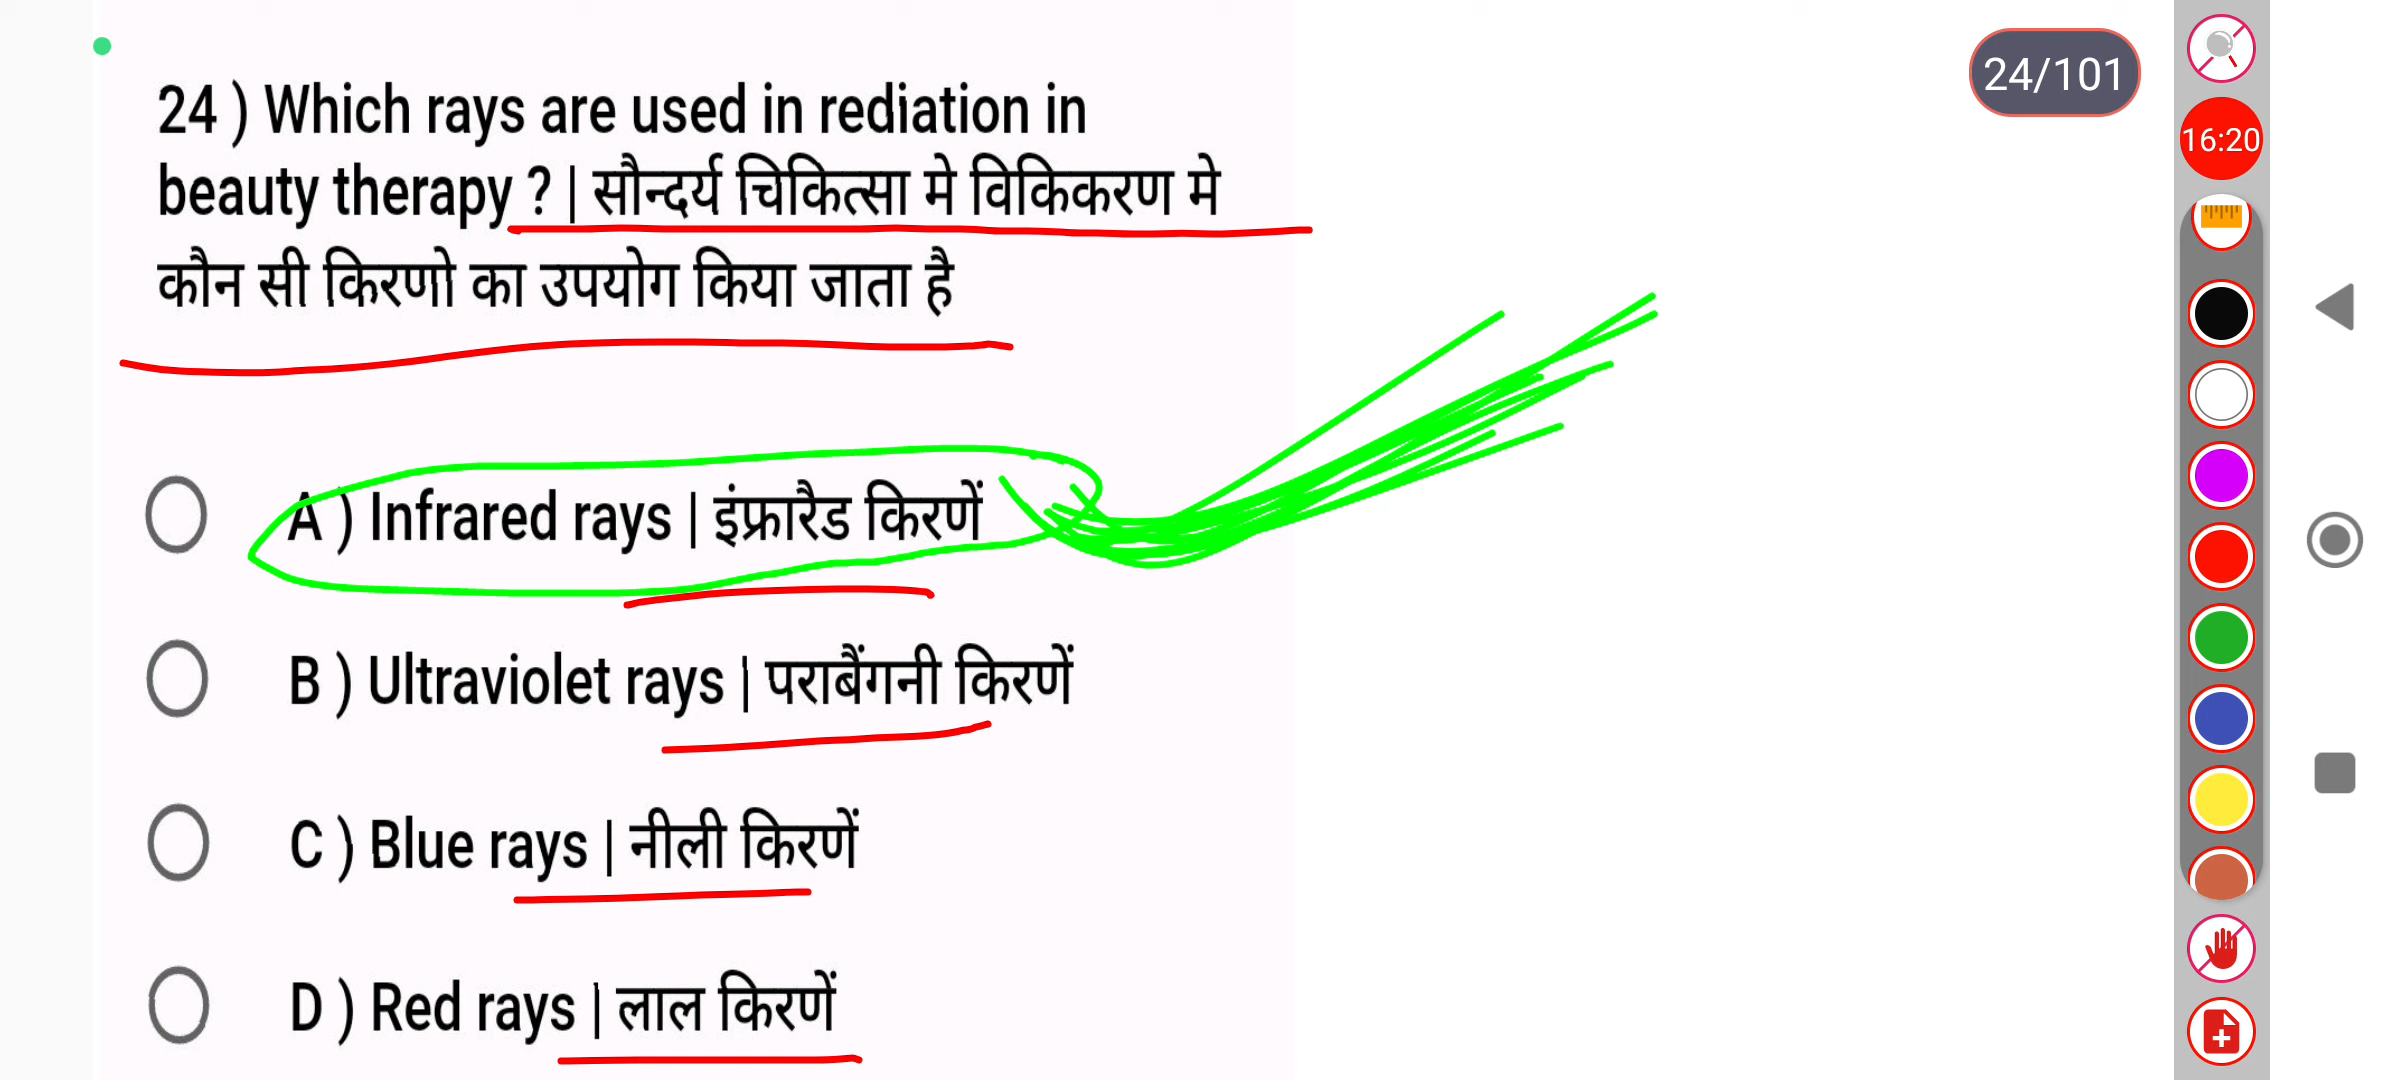 24 ) Which rays are used in rediation in
beauty therapy ? | सौन्दर्य चिकित्सा मे विकिकरण मे
कौन सी किरणो का उपयोग किया जाता है
A ) Infrared rays | इंफ्रारैड किरणें
B ) Ultraviolet rays | पराबैंगनी किरणें
C ) Blue rays | नीली किरणें
D ) Red rays | लाल किरणें
24/101
16:20